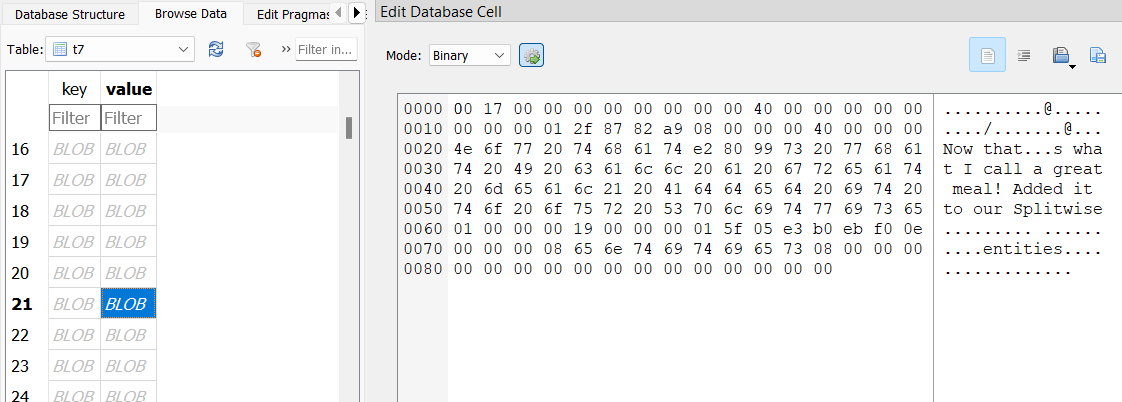 Database Structure Browse Data Edit Pragmas E
Table: t7 Filter in...
key value
Filter Filter
16 BLOB BLOB
17 BLOB BLOB
18 BLOB BLOB
19 BLOB BLOB
20 BLOB BLOB
21 BLOB BLOB
22 BLOB BLOB
23 BLOB BLOB
24 BLOB BLOB
Edit Database Cell
Mode: Binary
0000 00 17 00 00 00 00 00 00 00 00 40 00 00 00 00 00 ..........@.....
0010 00 00 00 01 2f 87 82 a9 08 00 00 00 40 00 00 00 ..../.......@...
0020 4e 6f 77 20 74 68 61 74 e2 80 99 73 20 77 68 61 Now that...s wha
0030 74 20 49 20 63 61 6c 6c 20 61 20 67 72 65 61 74 t I call a great
0040 20 6d 65 61 6c 21 20 41 64 64 65 64 20 69 74 20 meal! Added it
0050 74 6f 20 6f 75 72 20 53 70 6c 69 74 77 69 73 65 to our Splitwise
0060 01 00 00 00 19 00 00 00 01 5f 05 e3 b0 eb f0 0e ......... ......
0070 00 00 00 08 65 6e 74 69 74 69 65 73 08 00 00 00 ....entities....
0080 00 00 00 00 00 00 00 00 00 00 00 00 00 .............